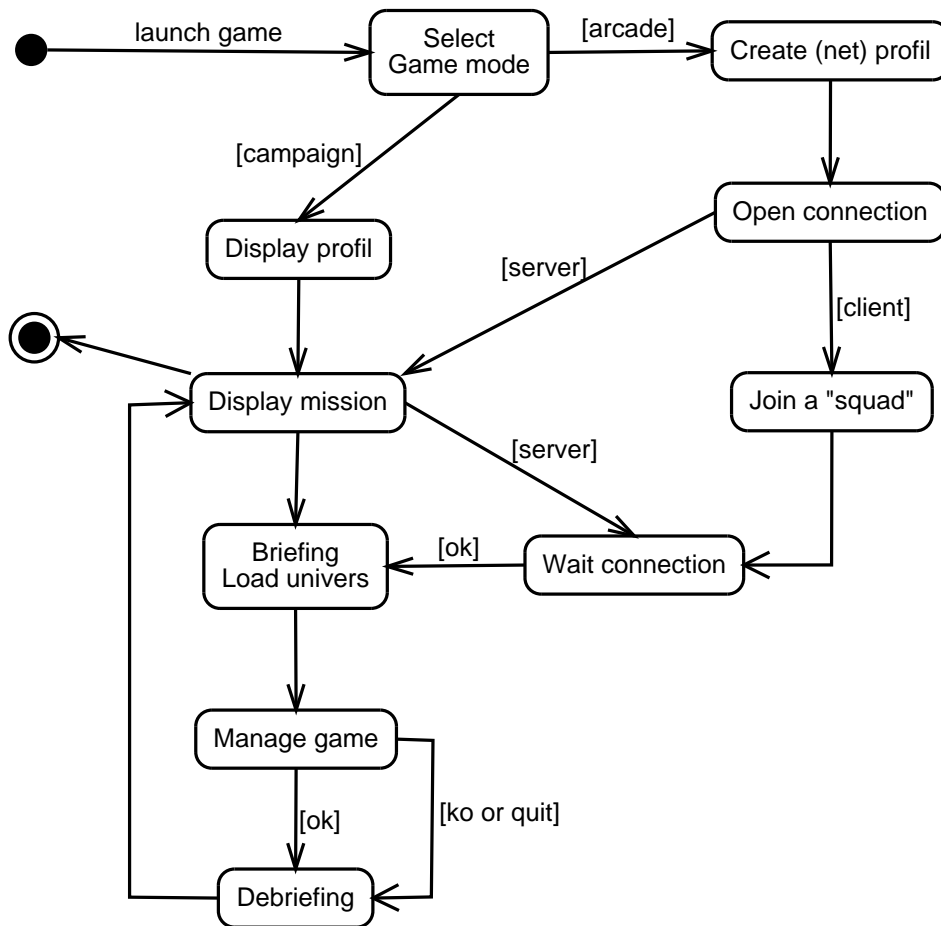 launch game
Select
Game mode
[arcade]
Create (net) profil
[campaign]
Open connection
Display profil
[server]
[client]
Display mission
Join a "squad"
[server]
Briefing
Load univers
[ok]
Wait connection
Manage game
[ok]
[ko or quit]
Debriefing